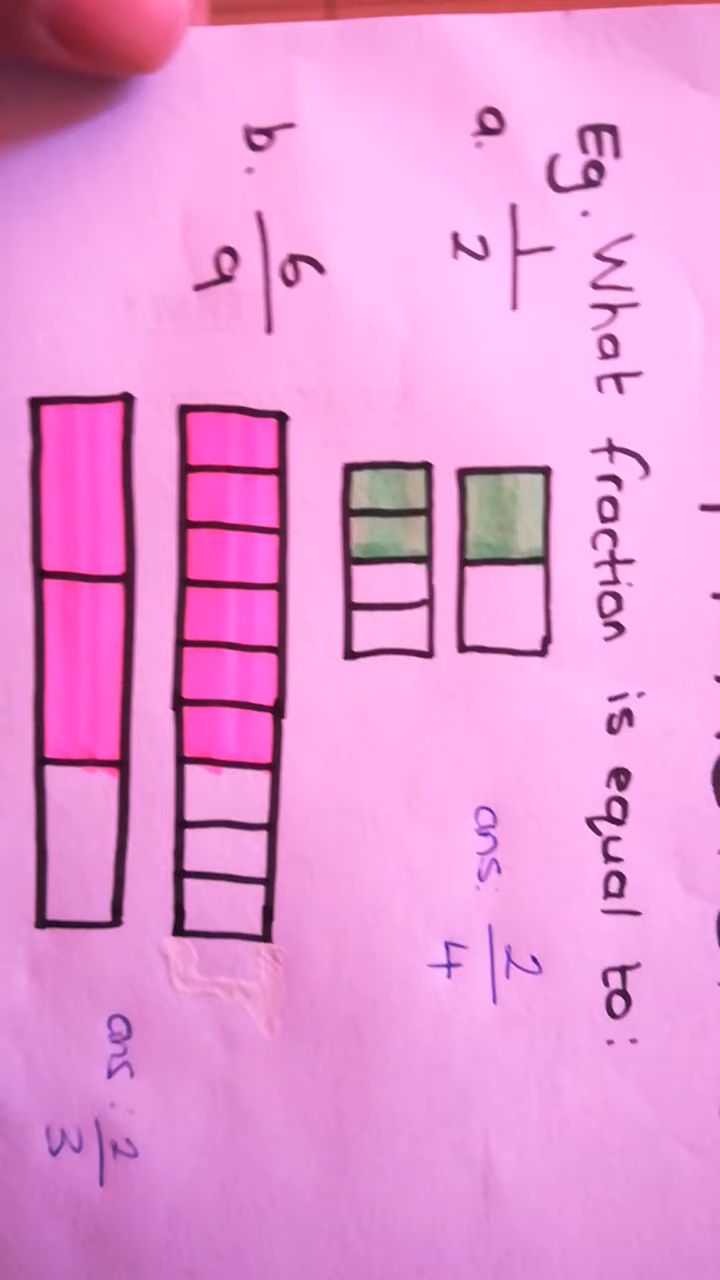 Eg. What fraction is equal to:
a. 1/2
ans: 2/4
b. 6/9
ans: 2/3